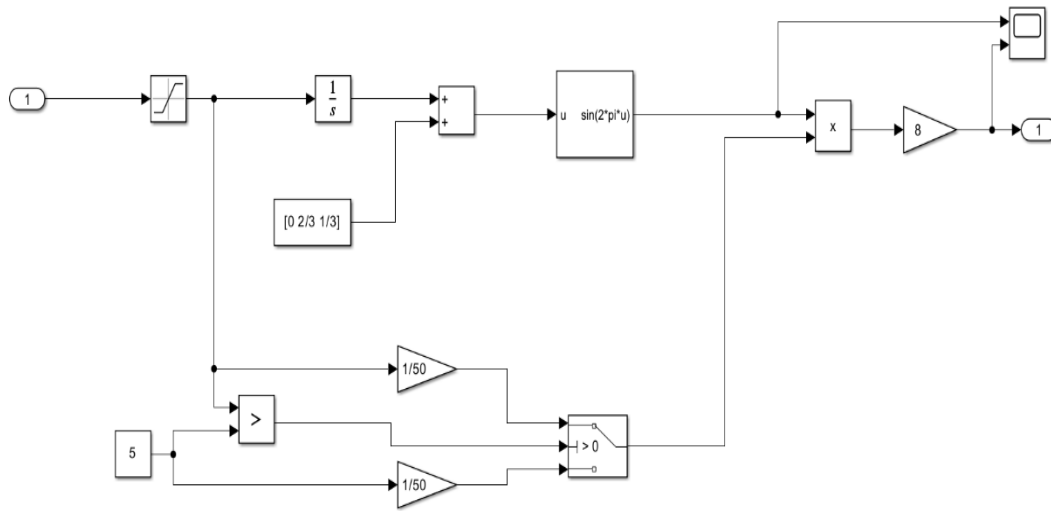 1
1
s
+
+
u sin(2*pi*u)
x
8
1
[0 2/3 1/3]
1/50
>
> 0
5
1/50